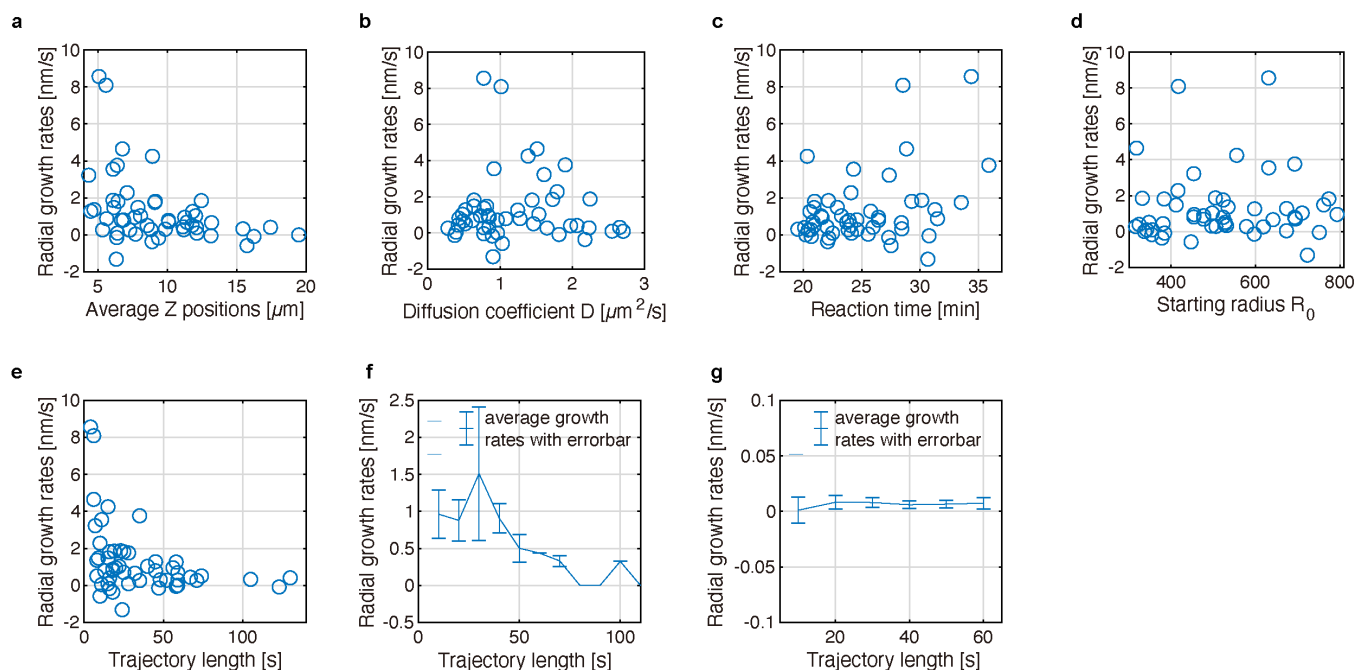 a
b
c
d
10
8
6
4
2
0
-2
Radial growth rates [nm/s]
5
10
15
20
Average Z positions [μm]
10
8
6
4
2
0
-2
Radial growth rates [nm/s]
0
1
2
3
Diffusion coefficient D [μm²/s]
10
8
6
4
2
0
-2
Radial growth rates [nm/s]
20
25
30
35
Reaction time [min]
10
8
6
4
2
0
-2
Radial growth rates [nm/s]
400
600
800
Starting radius R₀
e
f
g
10
8
6
4
2
0
-2
Radial growth rates [nm/s]
0
50
100
Trajectory length [s]
2.5
2
1.5
1
0.5
0
-0.5
Radial growth rates [nm/s]
average growth
rates with errorbar
0
50
100
Trajectory length [s]
0.1
0.05
0
-0.05
-0.1
Radial growth rates [nm/s]
average growth
rates with errorbar
20
40
60
Trajectory length [s]